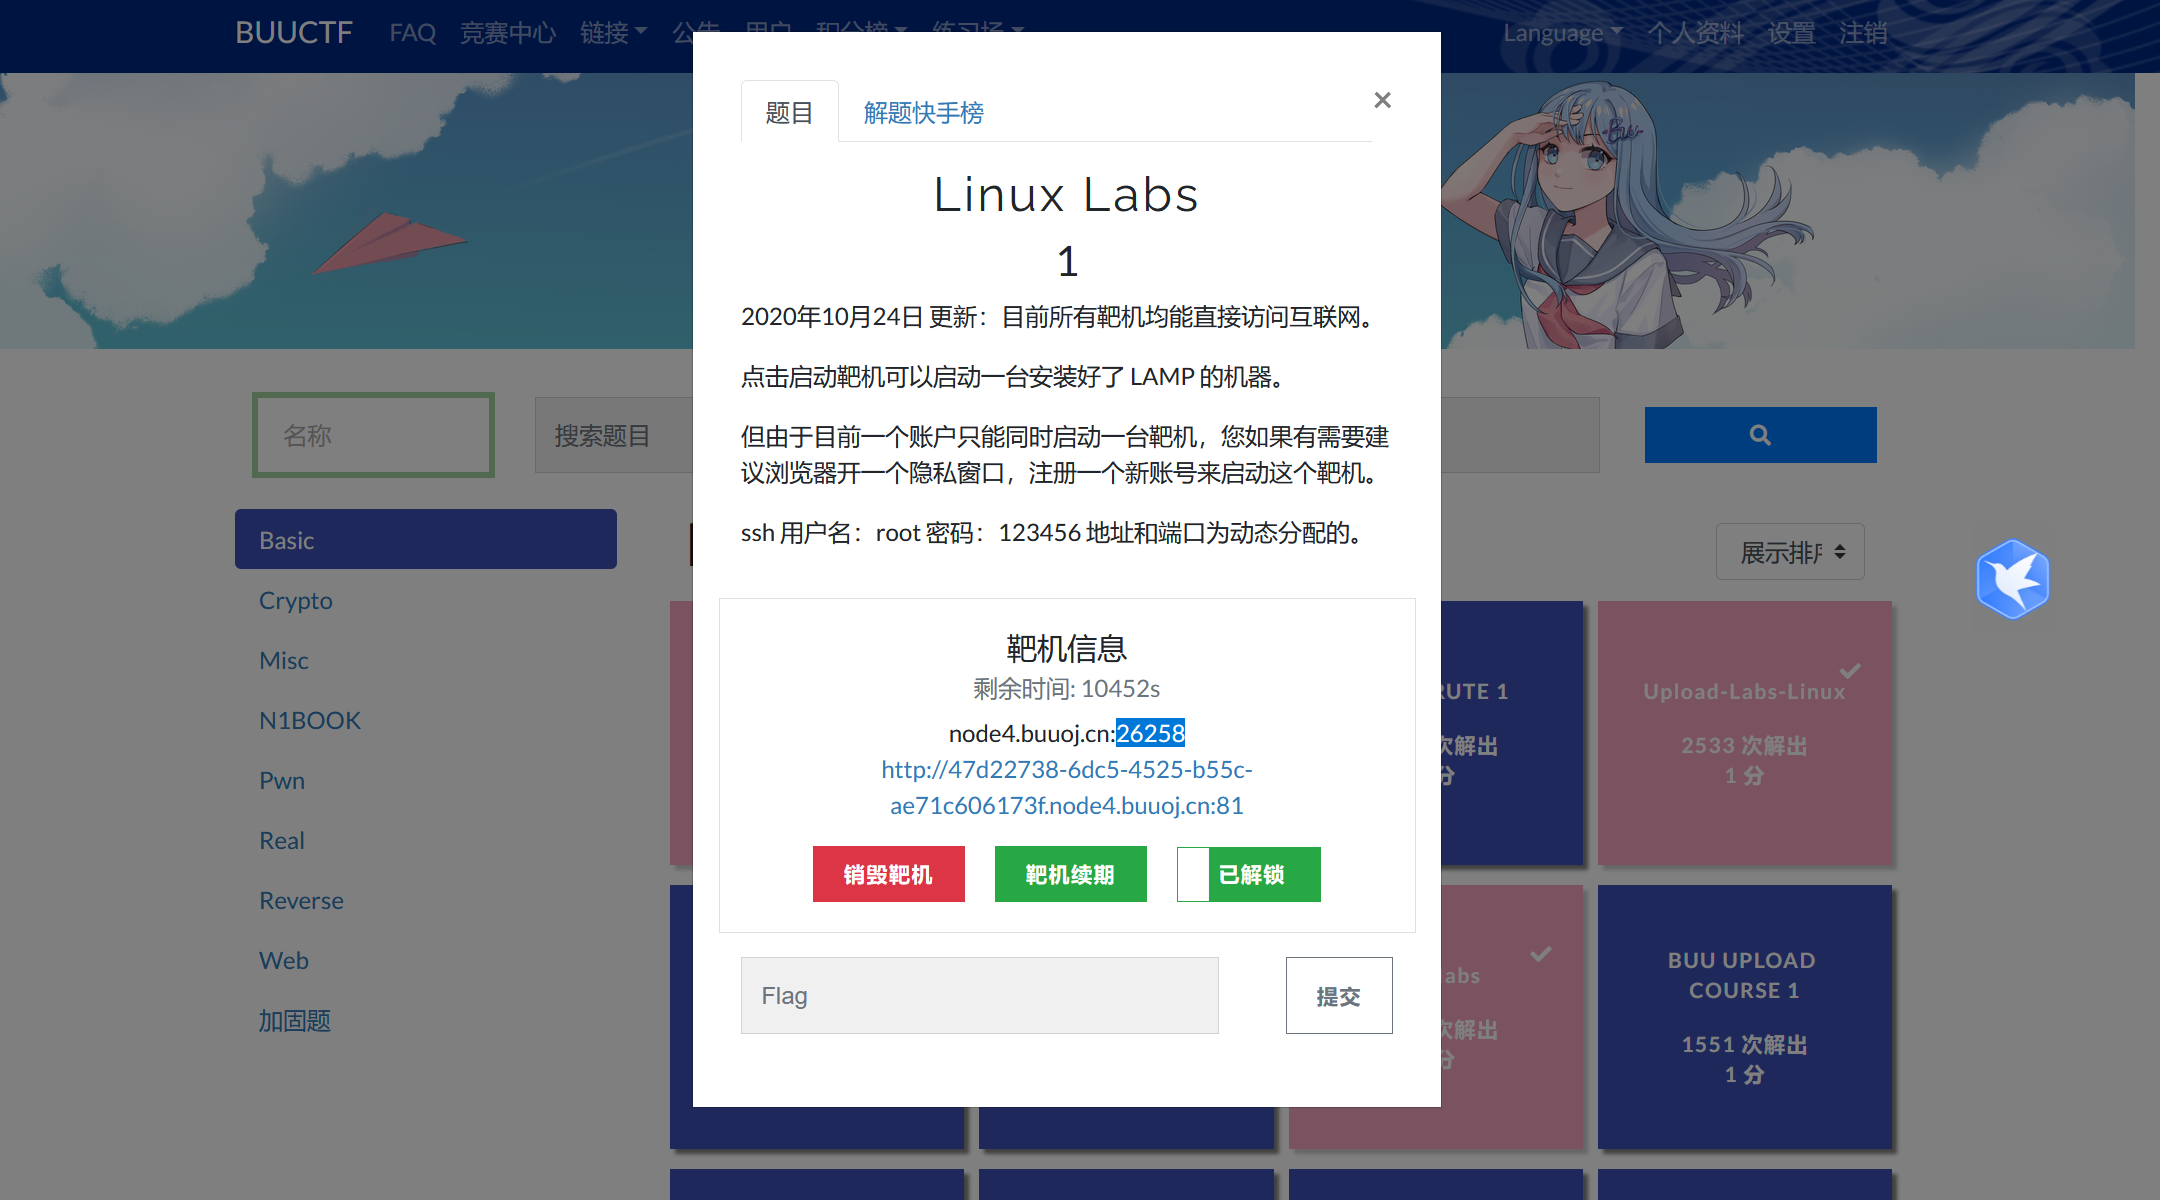 BUUCTF FAQ 竞赛中心 链接 公告 用户 积分榜 练习场 Language 个人资料 设置 注销
题目 解题快手榜 ×
Linux Labs
1
2020年10月24日 更新：目前所有靶机均能直接访问互联网。
点击启动靶机可以启动一台安装好了 LAMP 的机器。
但由于目前一个账户只能同时启动一台靶机，您如果有需要建
议浏览器开一个隐私窗口，注册一个新账号来启动这个靶机。
ssh 用户名：root 密码：123456 地址和端口为动态分配的。
靶机信息
剩余时间: 10452s
node4.buuoj.cn:26258
http://47d22738-6dc5-4525-b55c-
ae71c606173f.node4.buuoj.cn:81
销毁靶机 靶机续期 已解锁
Flag 提交
名称 搜索题目
Basic
Crypto
Misc
N1BOOK
Pwn
Real
Reverse
Web
加固题
展示排序
RUTE 1
次解出
分
Upload-Labs-Linux
2533 次解出
1 分
abs
次解出
分
BUU UPLOAD
COURSE 1
1551 次解出
1 分